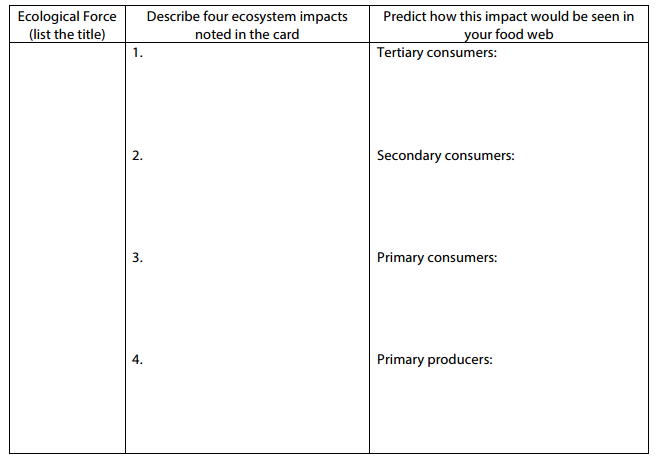 Ecological Force
(list the title)
Describe four ecosystem impacts
noted in the card
Predict how this impact would be seen in
your food web
1.
Tertiary consumers:
2.
Secondary consumers:
3.
Primary consumers:
4.
Primary producers: